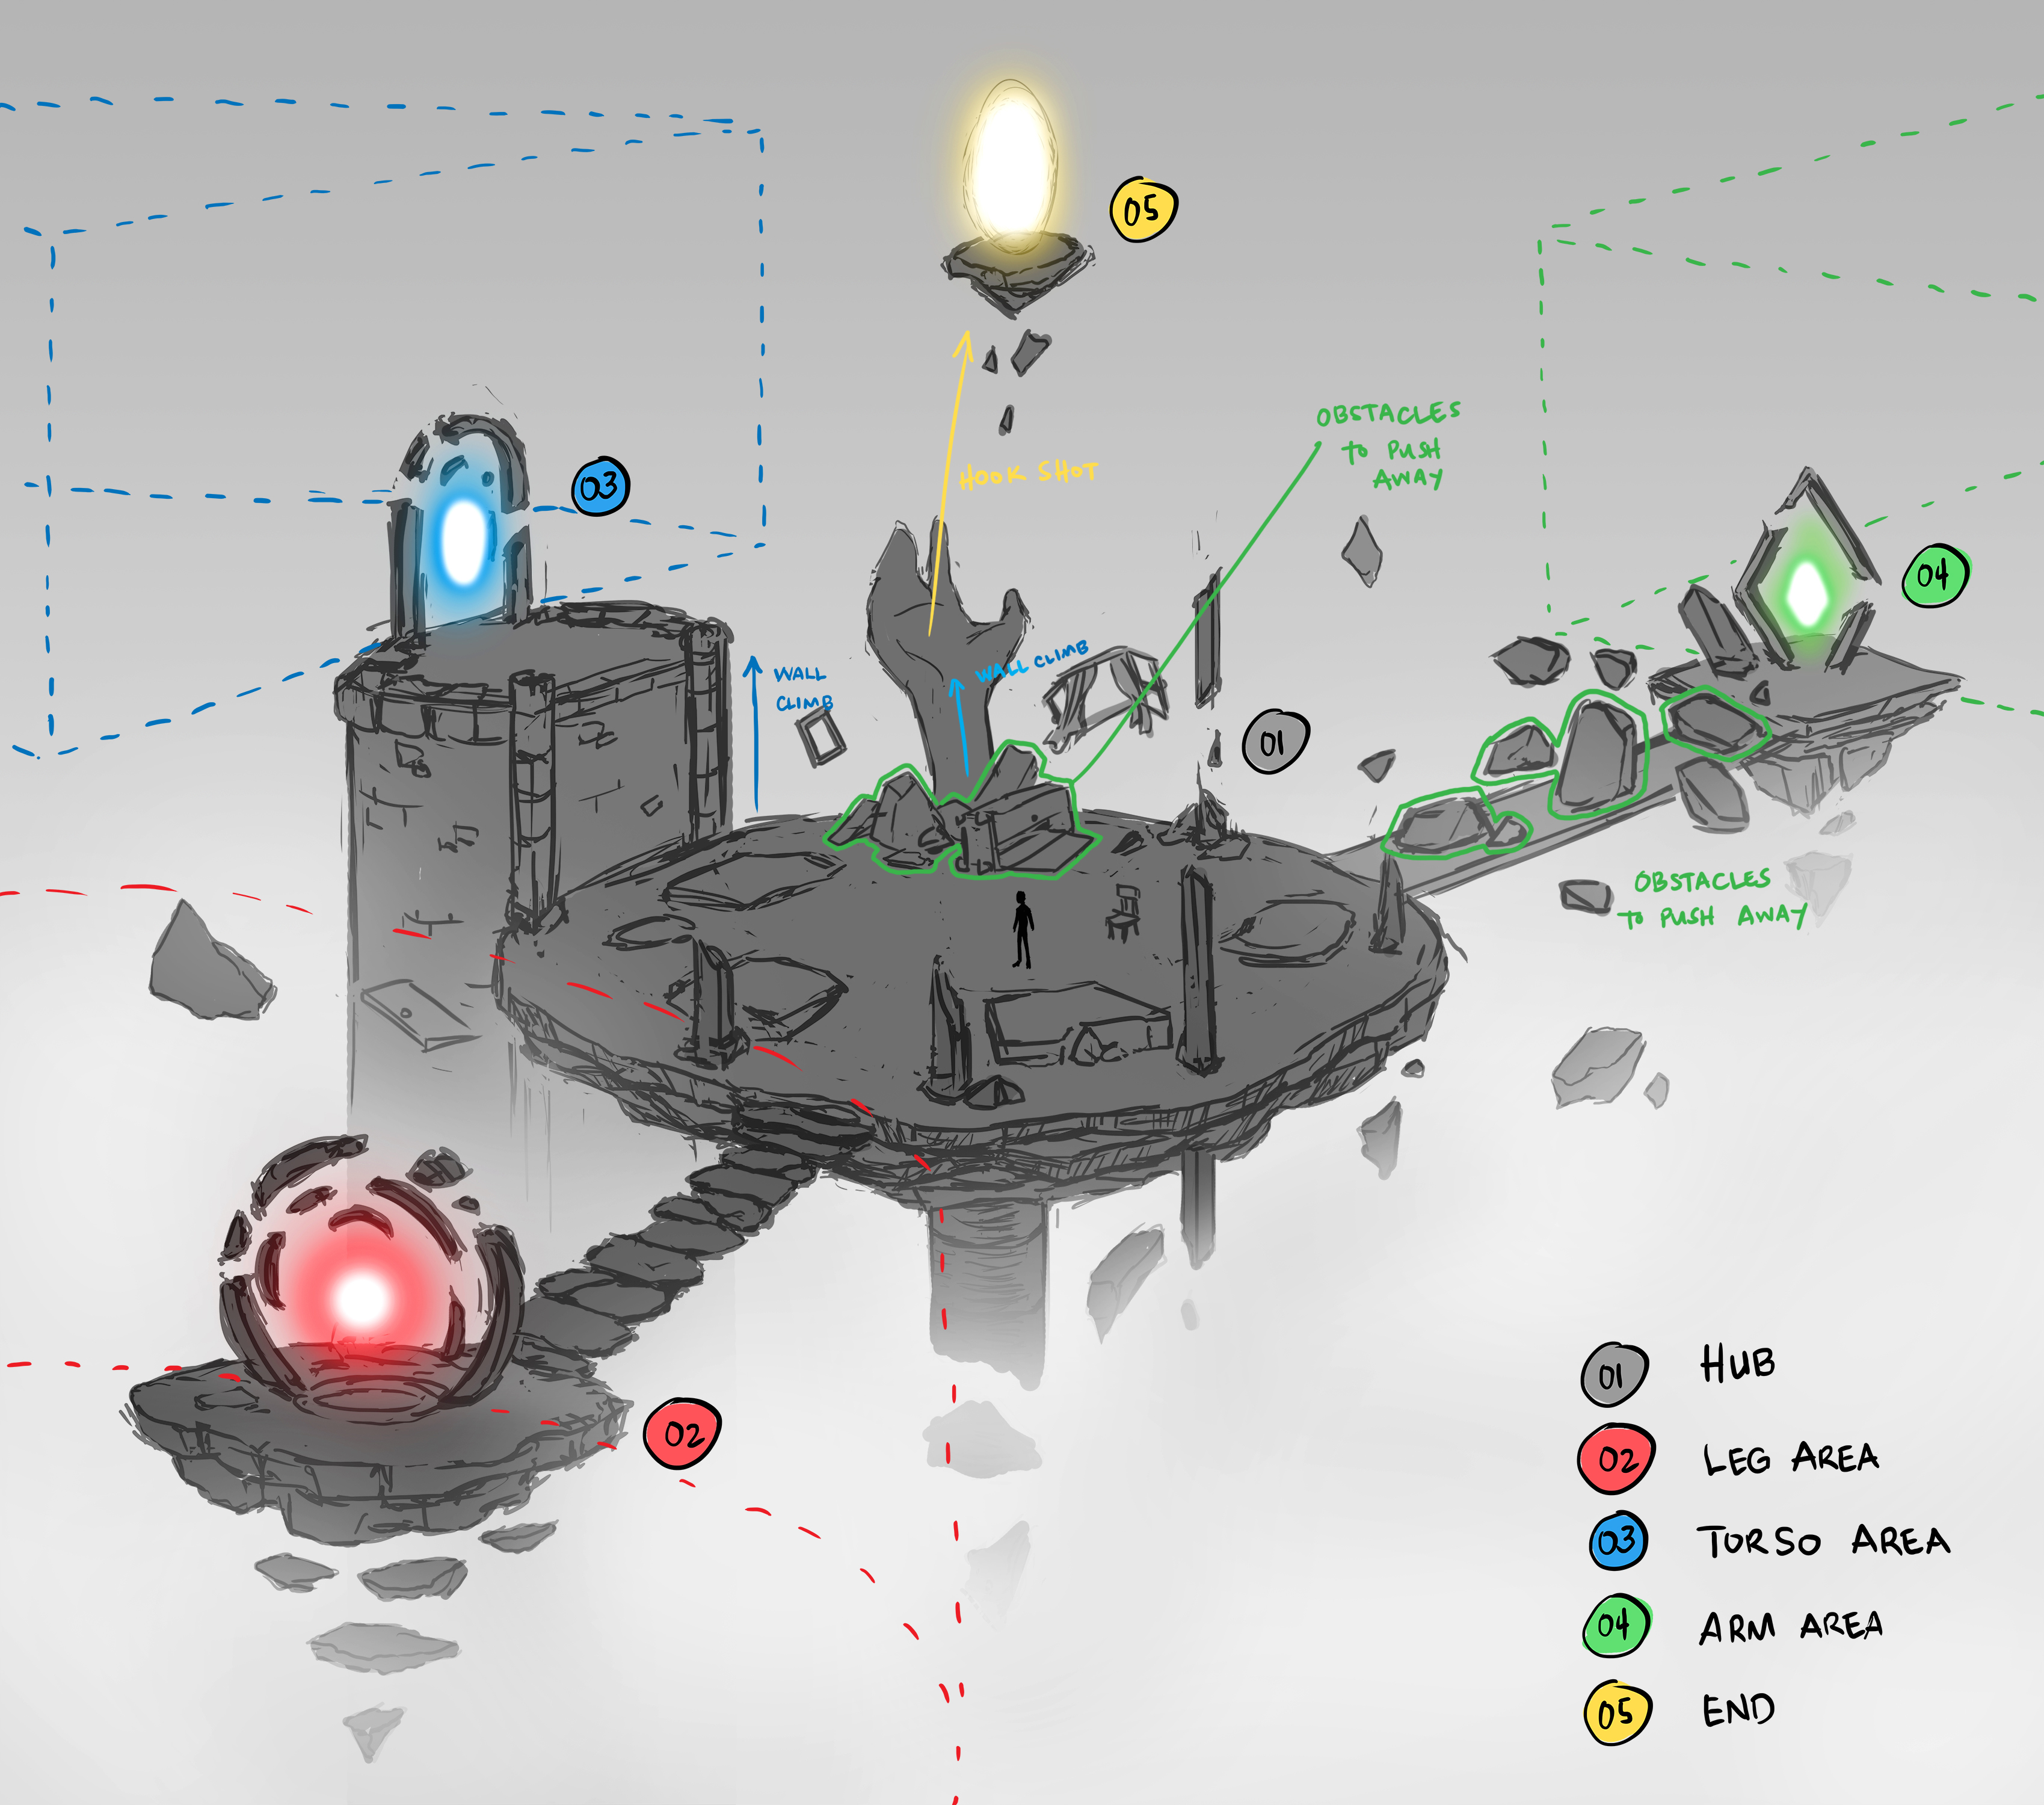 05
HOOK SHOT
OBSTACLES
TO PUSH
AWAY
03
04
WALL
CLIMB
WALL CLIMB
01
OBSTACLES
TO PUSH AWAY
02
01 HUB
02 LEG AREA
03 TORSO AREA
04 ARM AREA
05 END